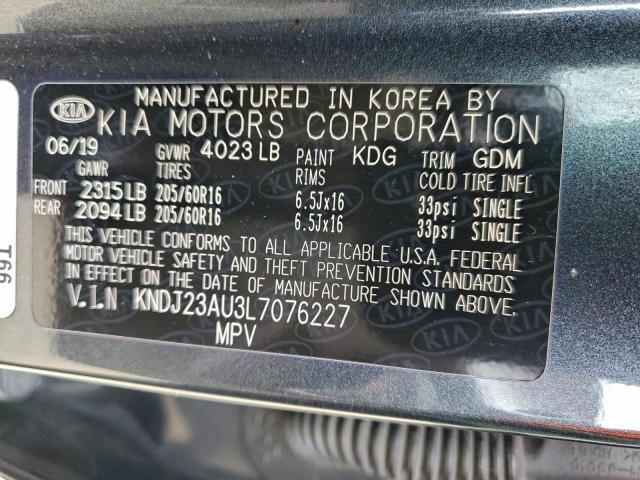 KIA
MANUFACTURED IN KOREA BY
KIA MOTORS CORPORATION
06/19 GVWR 4023 LB PAINT KDG TRIM GDM
GAWR TIRES RIMS COLD TIRE INFL
FRONT 2315 LB 205/60R16 6.5Jx16 33psi SINGLE
REAR 2094 LB 205/60R16 6.5Jx16 33psi SINGLE
THIS VEHICLE CONFORMS TO ALL APPLICABLE U.S.A. FEDERAL
MOTOR VEHICLE SAFETY AND THEFT PREVENTION STANDARDS
IN EFFECT ON THE DATE OF MANUFACTURE SHOWN ABOVE.
V.I.N KNDJ23AU3L7076227
MPV